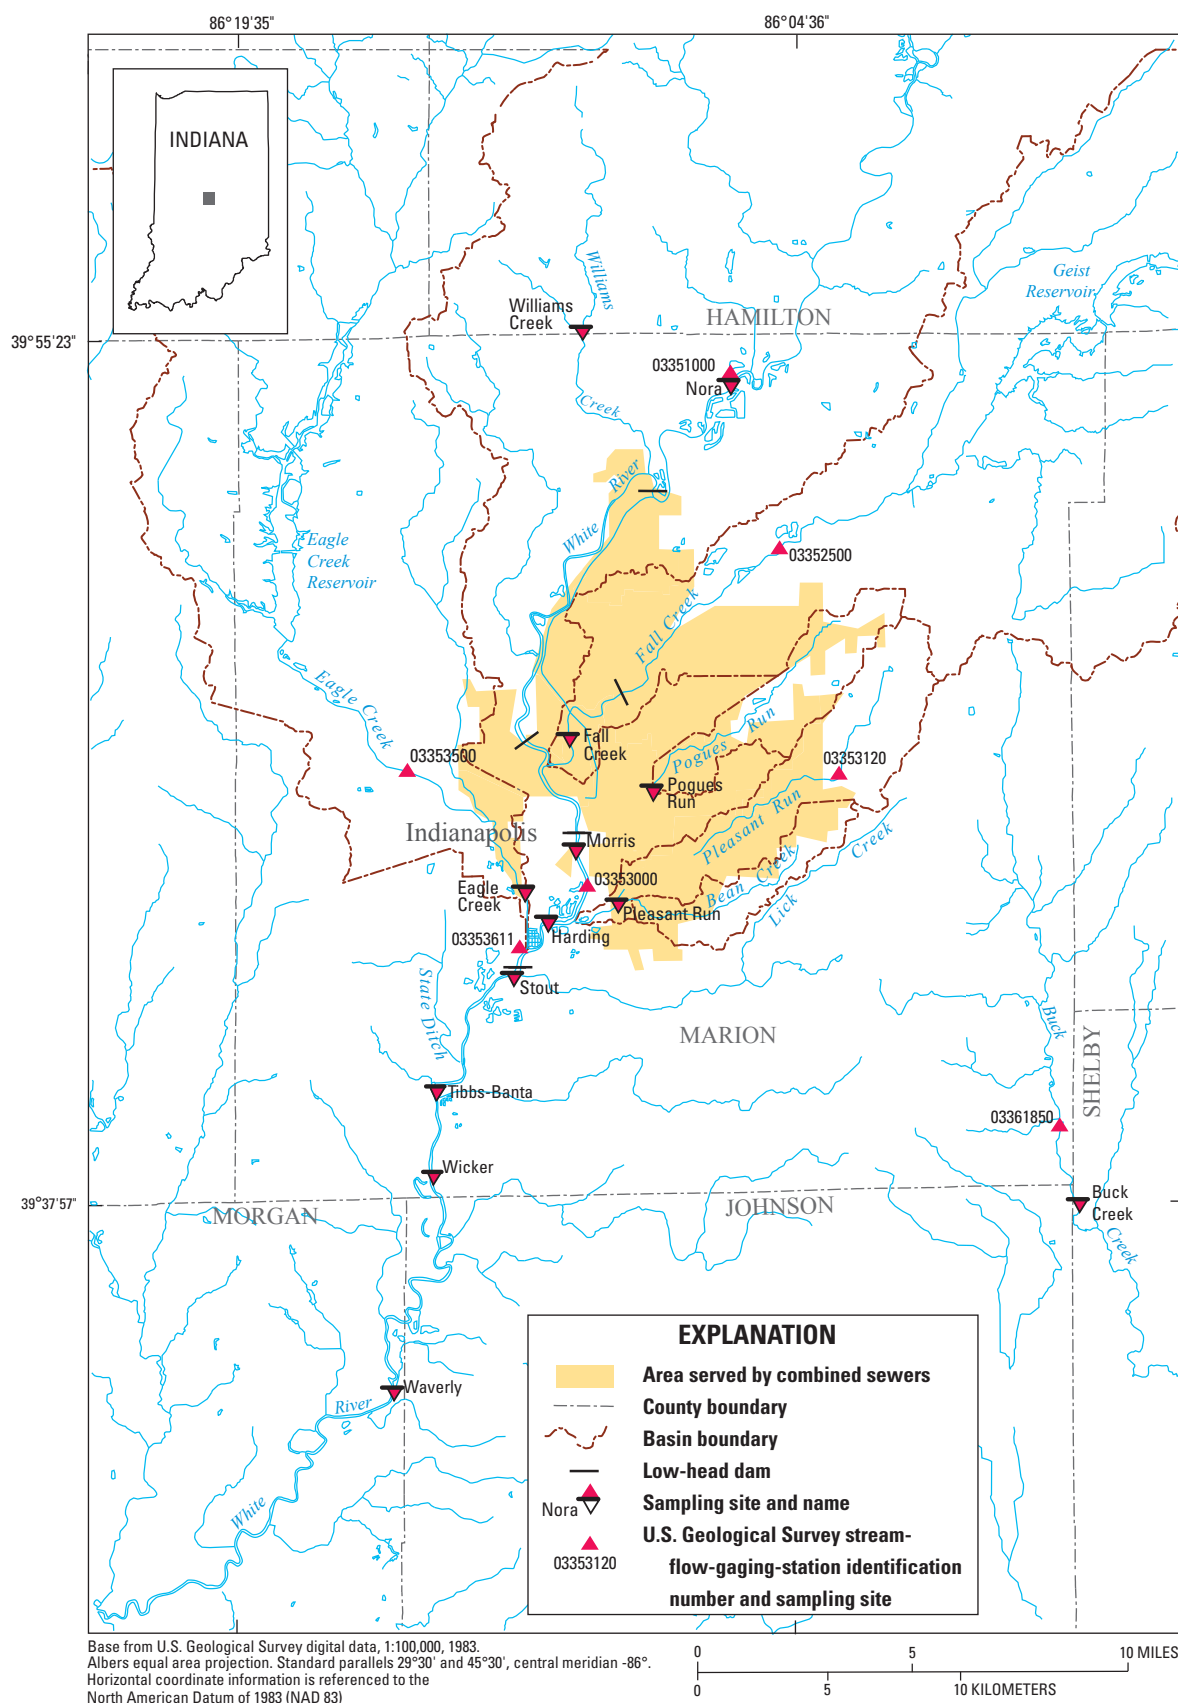 86°19'35"
86°04'36"
INDIANA
Geist
Reservoir
Williams
Williams
Creek
HAMILTON
39°55'23"
03351000
Nora
Creek
River
White
Eagle
Creek
Reservoir
03352500
Fall Creek
Eagle Creek
Fall
Creek
Pogues Run
03353500
03353120
Pogues
Run
Pleasant Run
Indianapolis
Morris
Creek
Bean Creek
03353000
Eagle
Creek
Lick
Pleasant Run
Harding
03353611
Stout
State Ditch
Buck
MARION
SHELBY
Tibbs-Banta
03361850
Wicker
39°37'57"
MORGAN
JOHNSON
Buck
Creek
Creek
EXPLANATION
Area served by combined sewers
County boundary
Basin boundary
Low-head dam
Nora
Sampling site and name
U.S. Geological Survey stream-
flow-gaging-station identification
number and sampling site
03353120
Waverly
River
White
Base from U.S. Geological Survey digital data, 1:100,000, 1983.
Albers equal area projection. Standard parallels 29°30' and 45°30', central meridian -86°.
Horizontal coordinate information is referenced to the
North American Datum of 1983 (NAD 83)
0 5 10 MILES
0 5 10 KILOMETERS